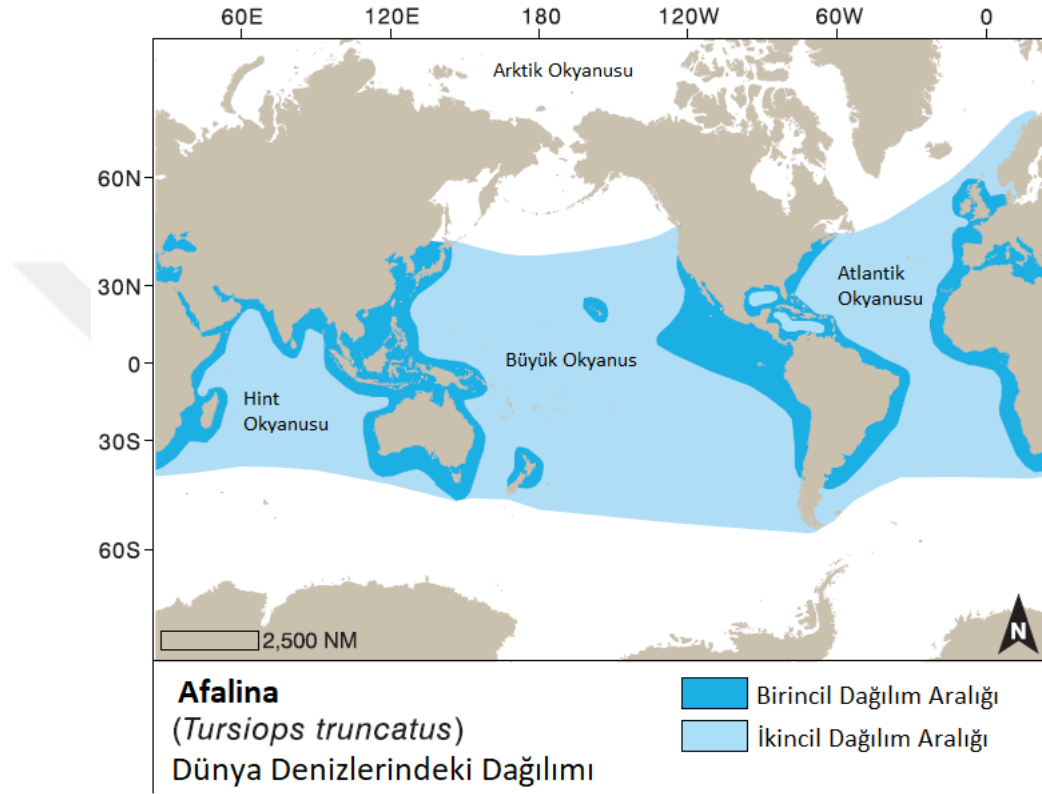 60E 120E 180 120W 60W 0
Arktik Okyanusu
60N
30N
Atlantik
Okyanusu
Büyük Okyanus
0
Hint
Okyanusu
30S
60S
2,500 NM
N
Afalina
(Tursiops truncatus)
Dünya Denizlerindeki Dağılımı
Birincil Dağılım Aralığı
İkincil Dağılım Aralığı